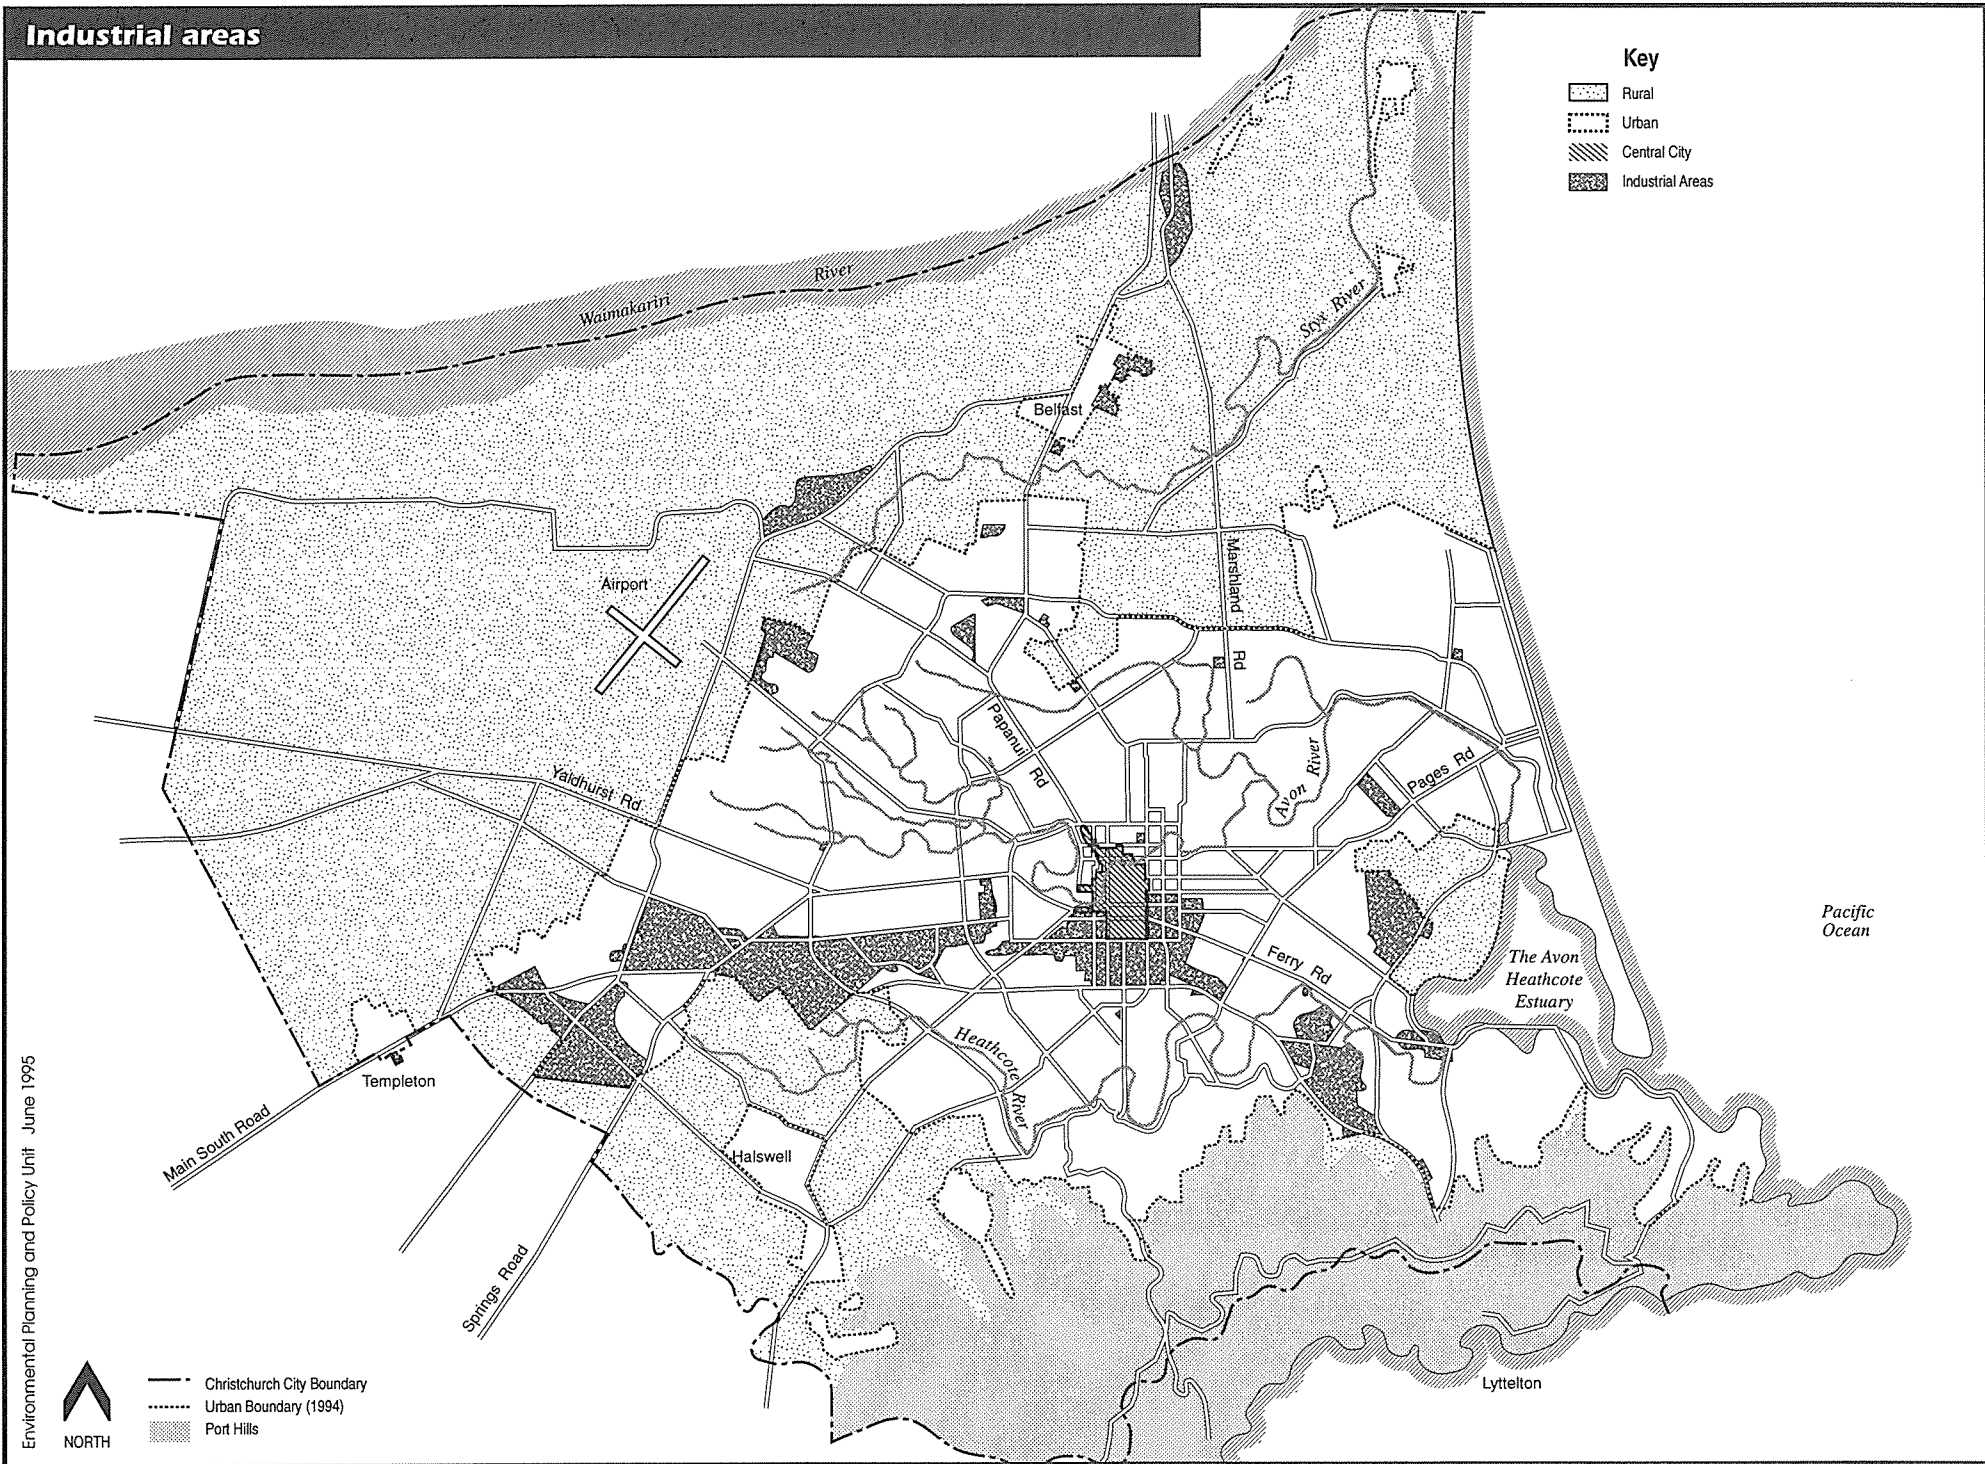 Industrial areas
Key
Rural
Urban
Central City
Industrial Areas
Waimakariri River
Styx River
Belfast
Airport
Marshland Rd
Papanui Rd
Yaldhurst Rd
Avon River
Pages Rd
Pacific
Ocean
The Avon
Heathcote
Estuary
Ferry Rd
Heathcote River
Templeton
Main South Road
Halswell
Springs Road
Lyttelton
Environmental Planning and Policy Unit June 1995
NORTH
Christchurch City Boundary
Urban Boundary (1994)
Port Hills